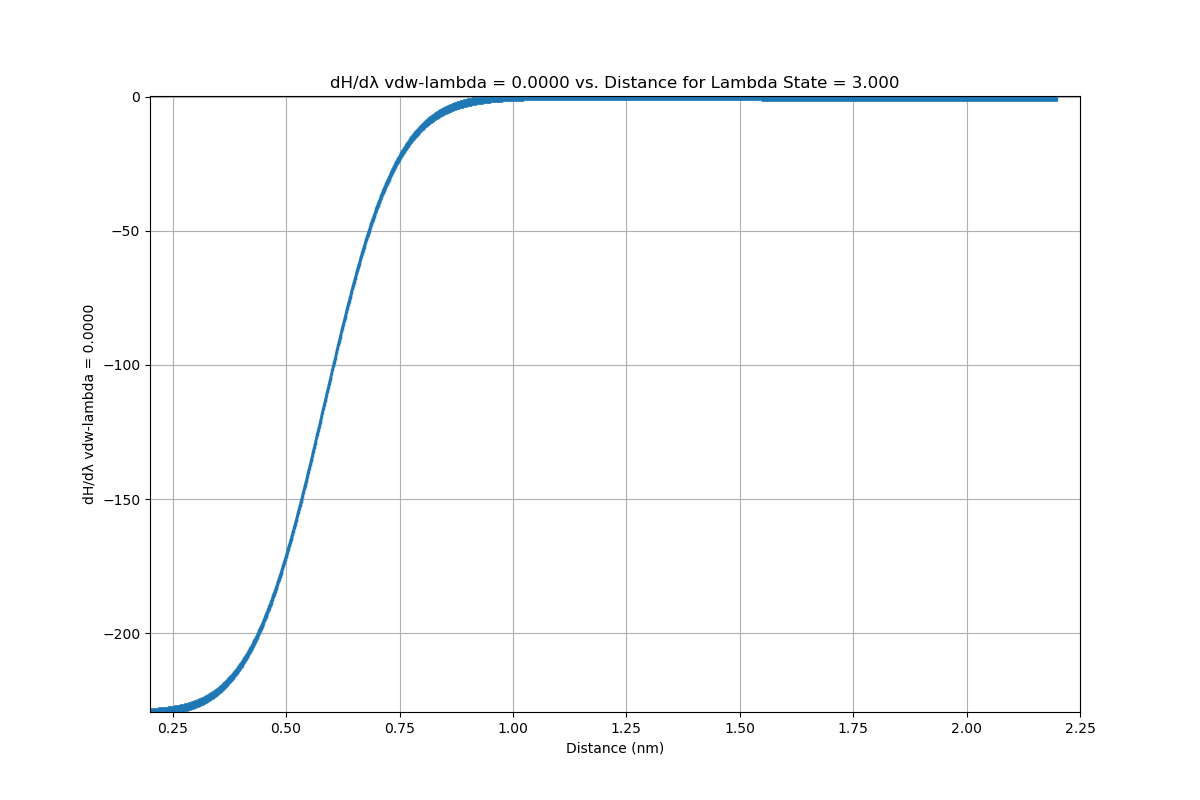 dH/dλ vdw-lambda = 0.0000 vs. Distance for Lambda State = 3.000
dH/dλ vdw-lambda = 0.0000
0
−50
−100
−150
−200
0.25 0.50 0.75 1.00 1.25 1.50 1.75 2.00 2.25
Distance (nm)